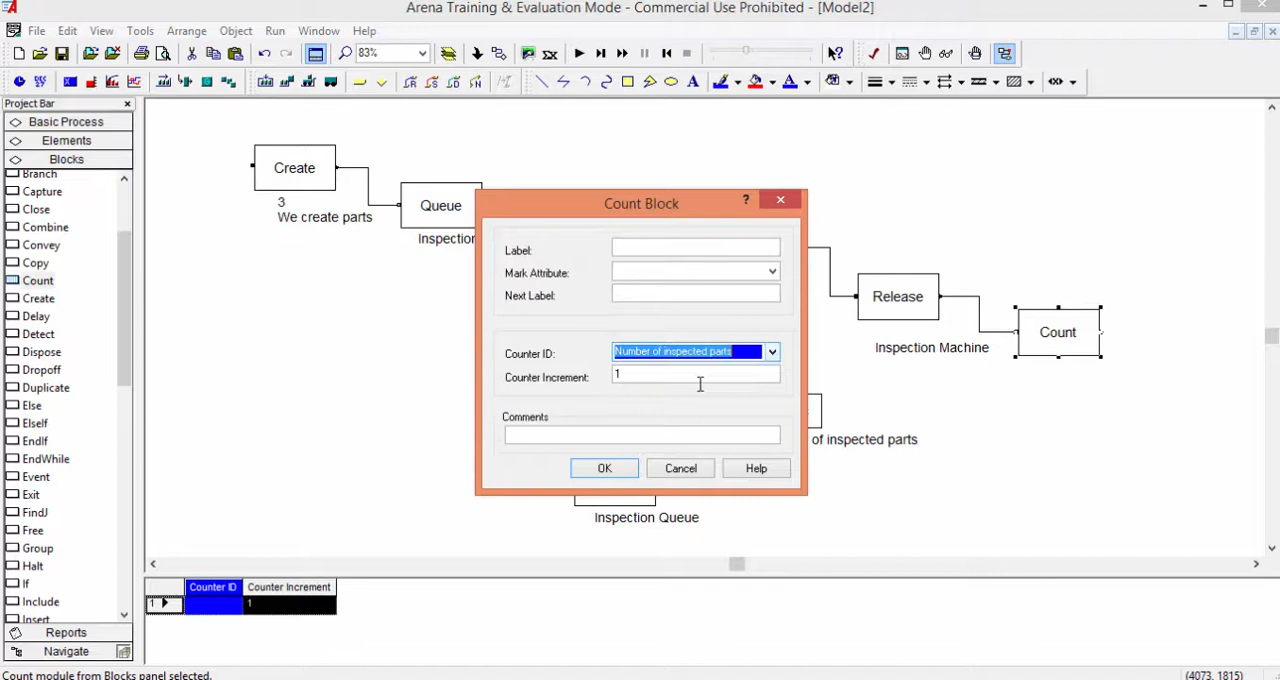 Arena Training & Evaluation Mode - Commercial Use Prohibited - [Model2]
File Edit View Tools Arrange Object Run Window Help
83%
Project Bar
Basic Process
Elements
Blocks
Branch
Capture
Close
Combine
Convey
Copy
Count
Create
Delay
Detect
Dispose
Dropoff
Duplicate
Else
ElseIf
EndIf
EndWhile
Event
Exit
FindJ
Free
Group
Halt
If
Include
Insert
Reports
Navigate
Create
3
We create parts
Queue
Inspection
Count Block
Label:
Mark Attribute:
Next Label:
Counter ID: Number of inspected parts
Counter Increment: 1
Comments
OK Cancel Help
Release
Inspection Machine
Count
of inspected parts
Inspection Queue
Counter ID Counter Increment
1 1
Count module from Blocks panel selected.
(4073, 1815)